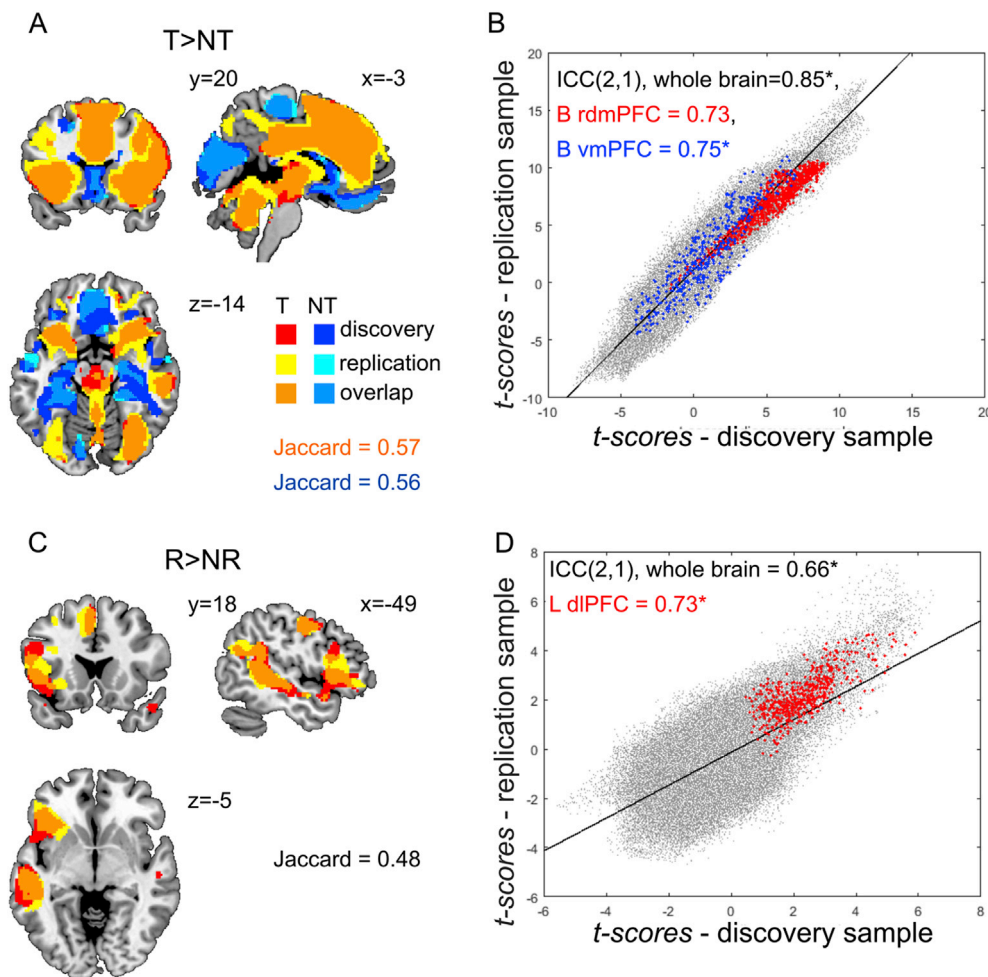 A
T>NT
y=20
x=-3
z=-14
T NT
discovery
replication
overlap
Jaccard = 0.57
Jaccard = 0.56
B
t-scores - replication sample
20
15
10
5
0
-5
-10
ICC(2,1), whole brain=0.85*,
B rdmPFC = 0.73,
B vmPFC = 0.75*
-10 -5 0 5 10 15 20
t-scores - discovery sample
C
R>NR
y=18
x=-49
z=-5
Jaccard = 0.48
D
t-scores - replication sample
8
6
4
2
0
-2
-4
-6
ICC(2,1), whole brain = 0.66*
L dlPFC = 0.73*
-6 -4 -2 0 2 4 6 8
t-scores - discovery sample